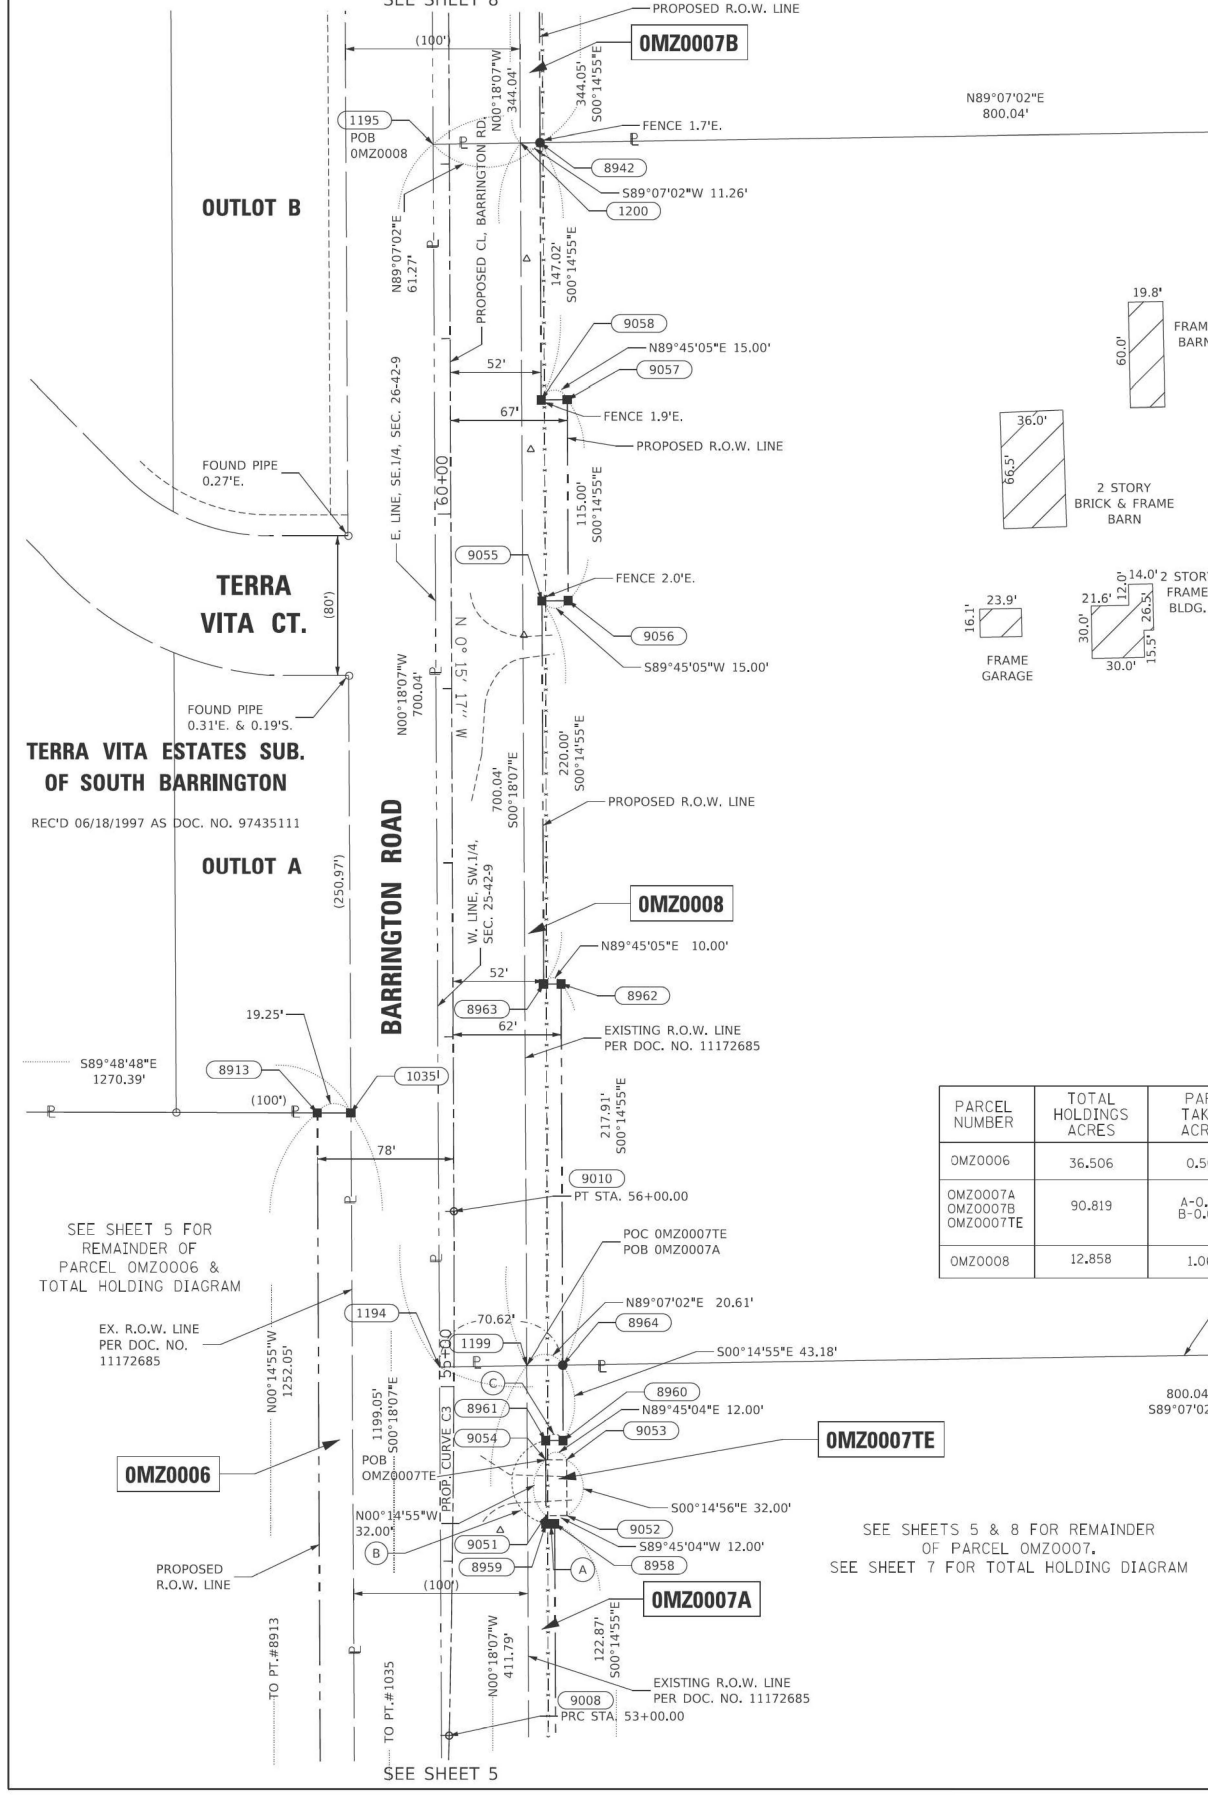 SEE SHEET 8
PROPOSED R.O.W. LINE
(100')
0MZ0007B
N00°18'07"W
344.04'
344.05'
S00°14'55"E
N89°07'02"E
800.04'
1195
POB
0MZ0008
FENCE 1.7'E.
8942
S89°07'02"W 11.26'
1200
OUTLOT B
N89°07'02"E
61.27'
PROPOSED CL, BARRINGTON RD.
147.02'
S00°14'55"E
19.8'
60.0'
9058
N89°45'05"E 15.00'
9057
52'
FENCE 1.9'E.
67'
PROPOSED R.O.W. LINE
E. LINE, SE.1/4, SEC. 26-42-9
60+00
36.0'
66.5'
2 STORY
BRICK & FRAME
BARN
FOUND PIPE
0.27'E.
115.00'
S00°14'55"E
9055
FENCE 2.0'E.
TERRA
VITA CT.
(80')
9056
S89°45'05"W 15.00'
23.9'
16.1'
FRAME
GARAGE
14.0'
12.0'
21.6'
30.0'
26.5'
15.5'
30.0'
FRAME
BLDG.
N 0° 15' 17" W
N00°18'07"W
700.04'
FOUND PIPE
0.31'E. & 0.19'S.
TERRA VITA ESTATES SUB.
OF SOUTH BARRINGTON
REC'D 06/18/1997 AS DOC. NO. 97435111
700.04'
S00°18'07"E
220.00'
S00°14'55"E
PROPOSED R.O.W. LINE
OUTLOT A
(250.97')
BARRINGTON ROAD
W. LINE, SW.1/4,
SEC. 25-42-9
0MZ0008
N89°45'05"E 10.00'
52'
8963
8962
62'
EXISTING R.O.W. LINE
PER DOC. NO. 11172685
19.25'
S89°48'48"E
1270.39'
8913
1035
(100')
78'
217.91'
S00°14'55"E
9010
PT STA. 56+00.00
PARCEL
NUMBER
TOTAL
HOLDINGS
ACRES
0MZ0006
36.506
0MZ0007A
0MZ0007B
0MZ0007TE
90.819
0MZ0008
12.858
SEE SHEET 5 FOR
REMAINDER OF
PARCEL 0MZ0006 &
TOTAL HOLDING DIAGRAM
POC 0MZ0007TE
POB 0MZ0007A
N89°07'02"E 20.61'
1194
70.62'
8964
1199
S00°14'55"E 43.18'
EX. R.O.W. LINE
PER DOC. NO.
11172685
N00°14'55"W
1252.05'
1199.05'
S00°18'07"E
55+00
PROP. CURVE C3
C
8960
N89°45'04"E 12.00'
8961
9053
9054
0MZ0007TE
800.04
S89°07'02
0MZ0006
POB
0MZ0007TE
N00°14'55"W
32.00'
S00°14'56"E 32.00'
9052
S89°45'04"W 12.00'
9051
B
8959
A
8958
SEE SHEETS 5 & 8 FOR REMAINDER
OF PARCEL 0MZ0007.
SEE SHEET 7 FOR TOTAL HOLDING DIAGRAM
PROPOSED
R.O.W. LINE
(100')
0MZ0007A
122.87'
S00°14'55"E
N00°18'07"W
411.79'
TO PT.#8913
TO PT.#1035
EXISTING R.O.W. LINE
PER DOC. NO. 11172685
9008
PRC STA. 53+00.00
SEE SHEET 5